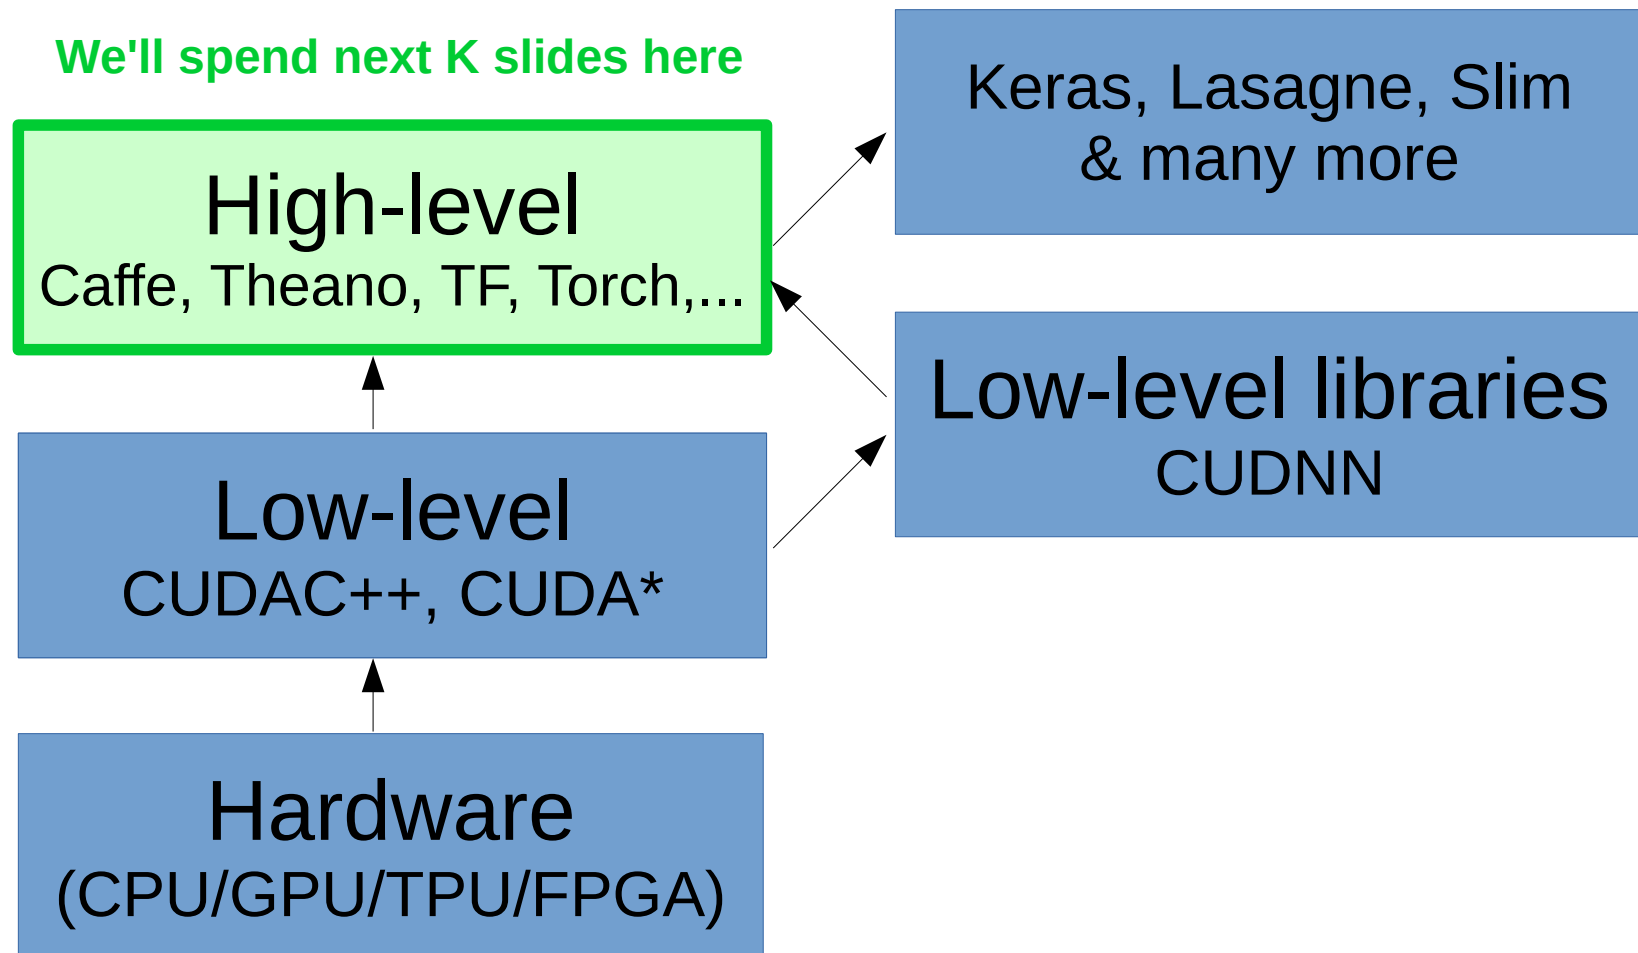 We'll spend next K slides here
High-level
Caffe, Theano, TF, Torch,...
Keras, Lasagne, Slim
& many more
Low-level libraries
CUDNN
Low-level
CUDAC++, CUDA*
Hardware
(CPU/GPU/TPU/FPGA)